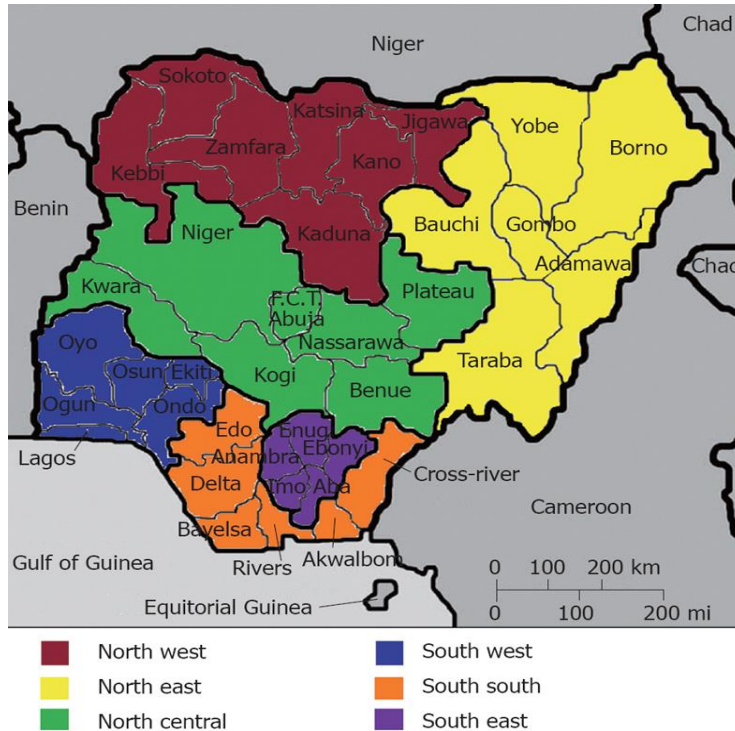 Chad
Niger
Sokoto
Katsina
Jigawa
Yobe
Borno
Zamfara
Kano
Kebbi
Benin
Bauchi
Gombo
Niger
Kaduna
Adamawa
Chad
Kwara
F.C.T.
Abuja
Plateau
Nassarawa
Oyo
Taraba
Osun
Ekiti
Kogi
Benue
Ogun
Ondo
Edo
Enugu
Ebonyi
Lagos
Anambra
Cross-river
Delta
Imo
Aba
Cameroon
Bayelsa
Gulf of Guinea
Rivers
Akwalbom
0 100 200 km
Equitorial Guinea
0 100 200 mi
North west
South west
North east
South south
North central
South east